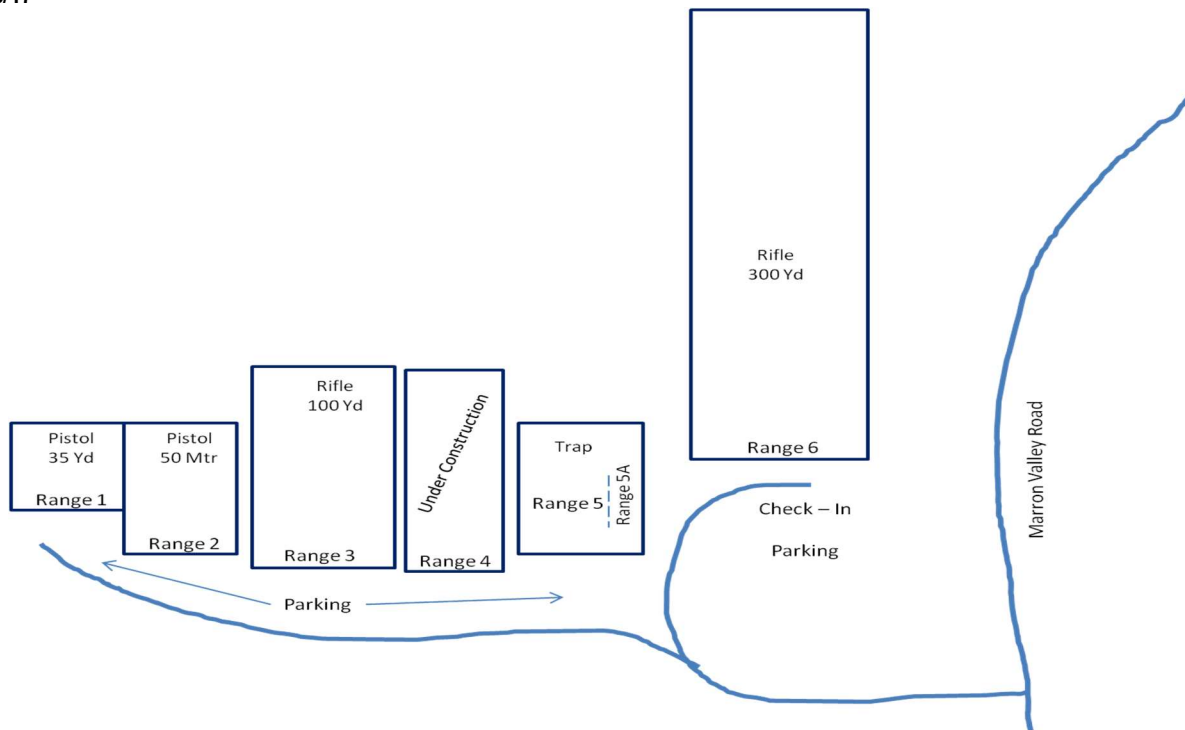 Rifle
300 Yd
Range 6
Pistol
35 Yd
Range 1
Pistol
50 Mtr
Range 2
Rifle
100 Yd
Range 3
Under Construction
Range 4
Trap
Range 5
Range 5A
Check – In
Parking
Parking
Marron Valley Road